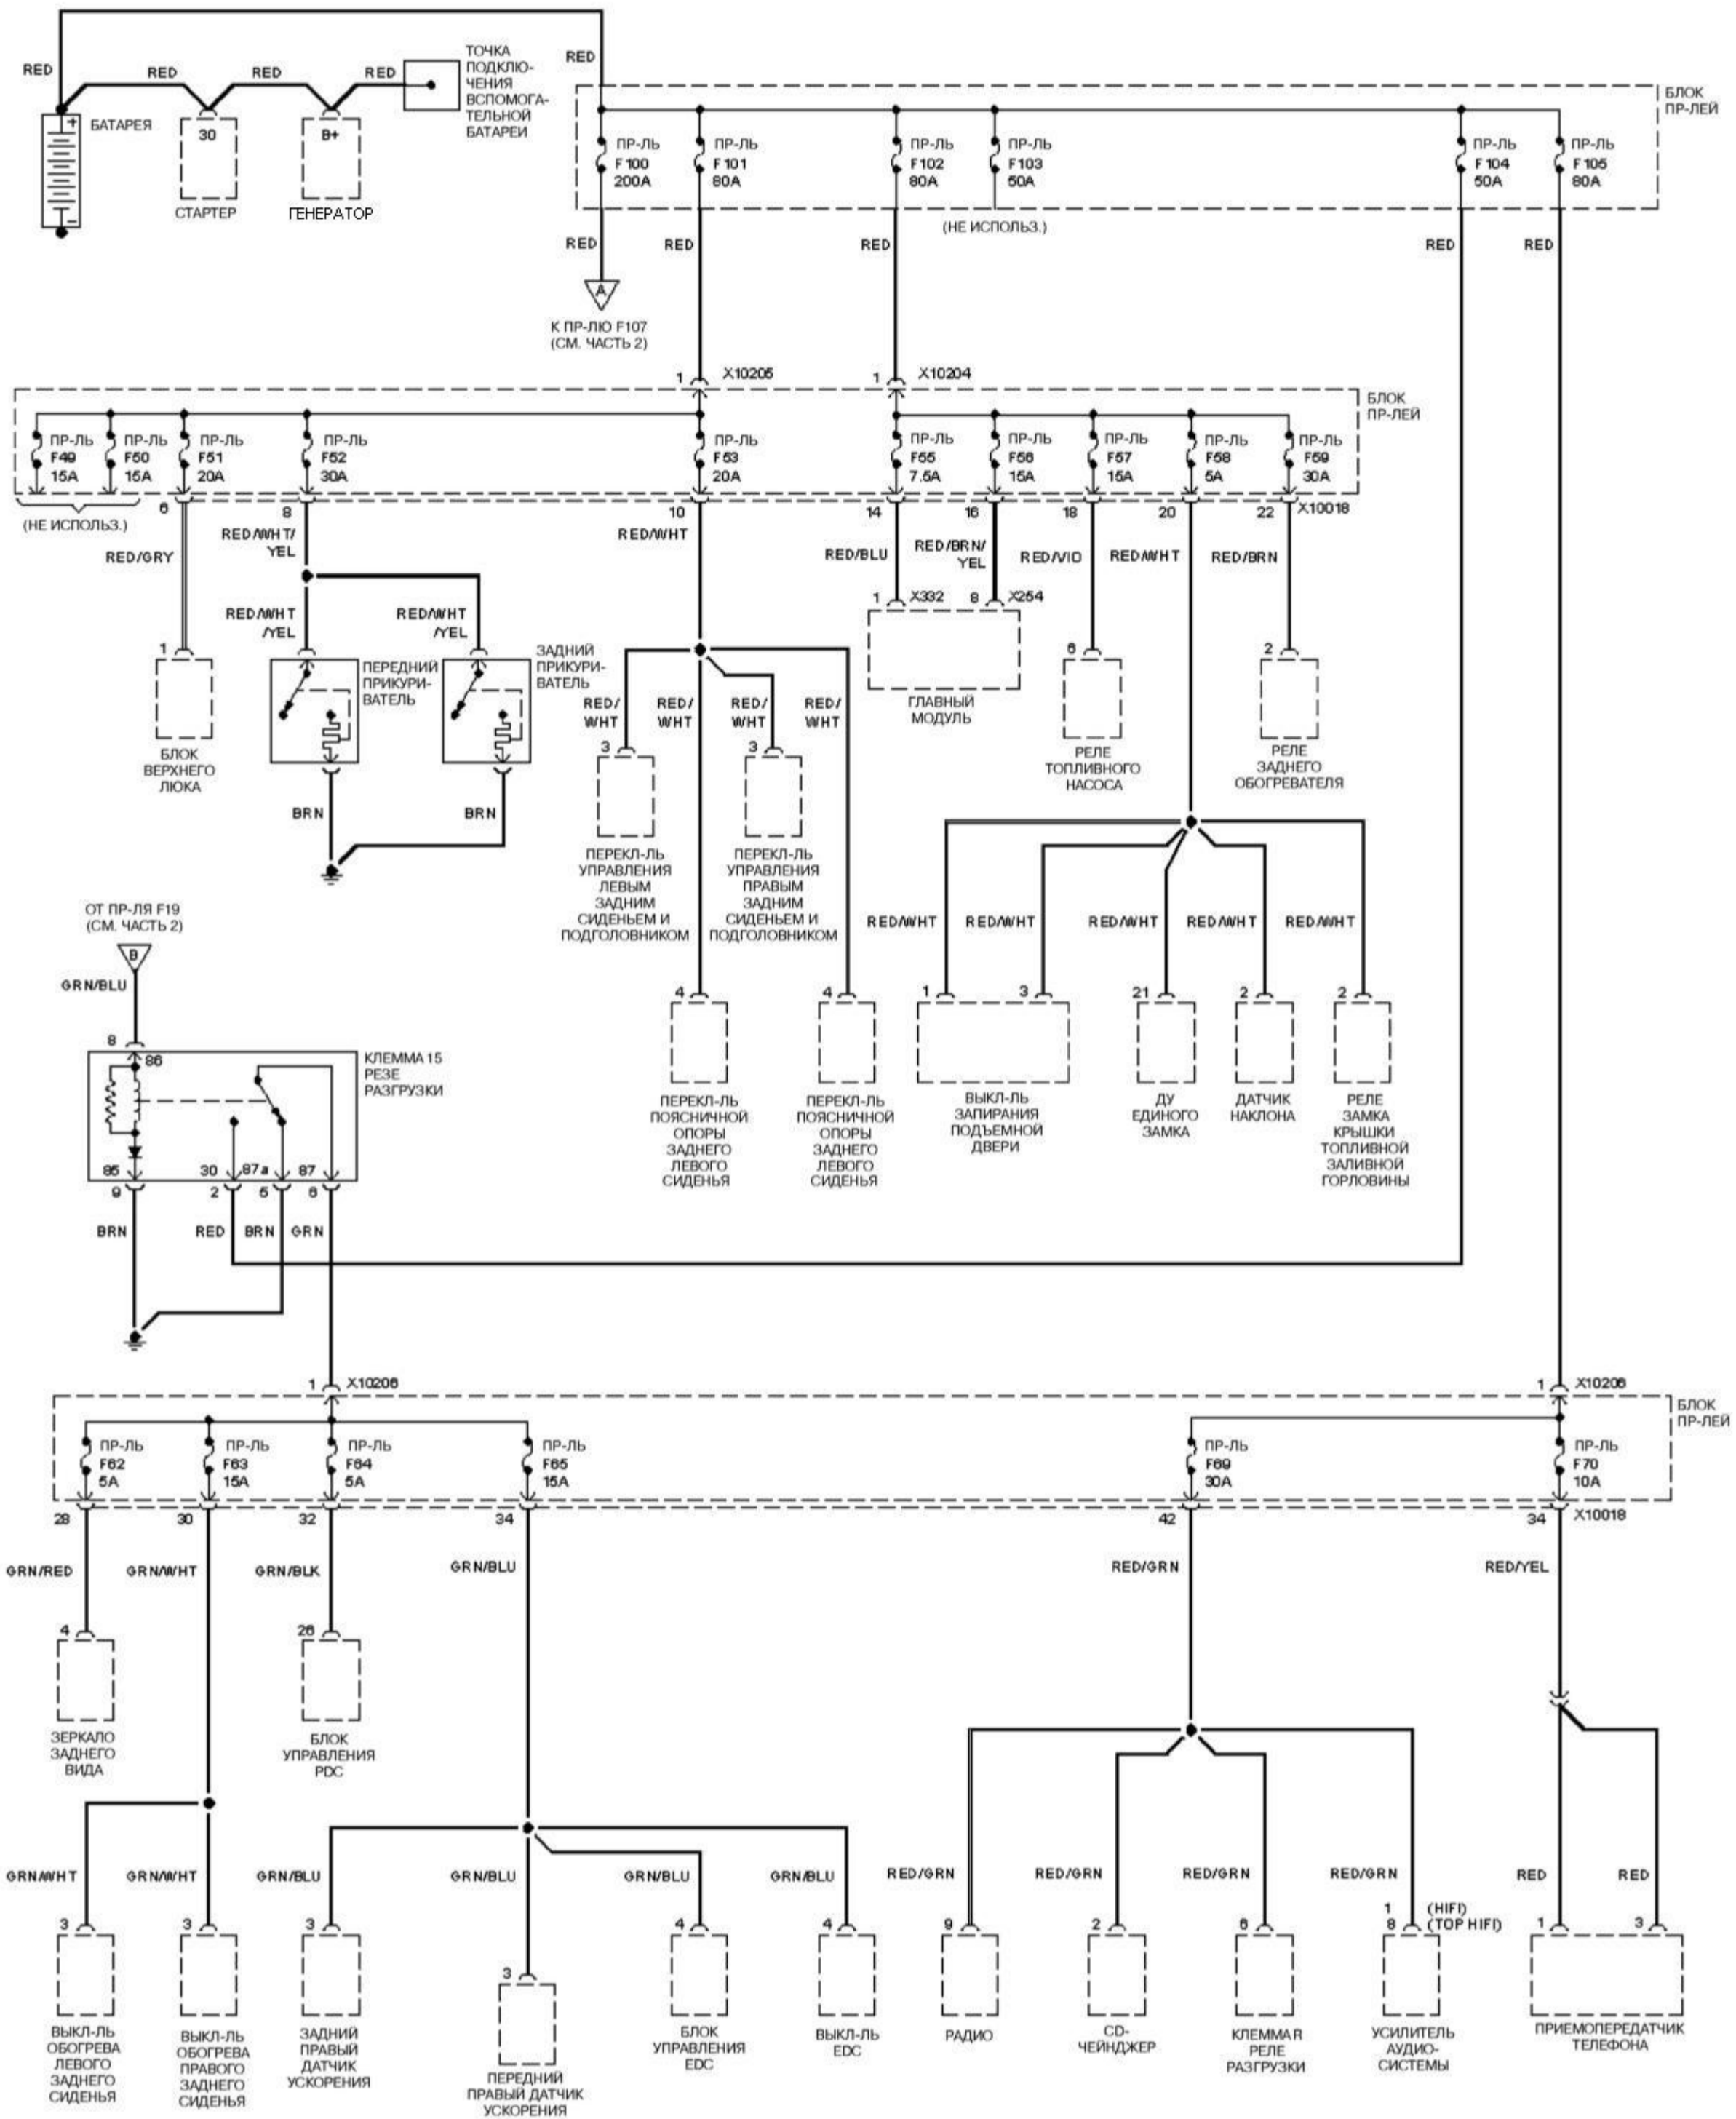 RED
RED
RED
RED
RED
ТОЧКА
ПОДКЛЮ-
ЧЕНИЯ
ВСПОМОГА-
ТЕЛЬНОЙ
БАТАРЕИ
+
БАТАРЕЯ
-
30
СТАРТЕР
B+
ГЕНЕРАТОР
БЛОК
ПР-ЛЕЙ
ПР-ЛЬ
F100
200A
ПР-ЛЬ
F101
80A
ПР-ЛЬ
F102
80A
ПР-ЛЬ
F103
50A
ПР-ЛЬ
F104
50A
ПР-ЛЬ
F105
80A
(НЕ ИСПОЛЬЗ.)
RED
RED
RED
RED
RED
A
К ПР-ЛЮ F107
(СМ. ЧАСТЬ 2)
1 X10205
1 X10204
БЛОК
ПР-ЛЕЙ
ПР-ЛЬ
F49
15A
ПР-ЛЬ
F50
15A
ПР-ЛЬ
F51
20A
ПР-ЛЬ
F52
30A
ПР-ЛЬ
F53
20A
ПР-ЛЬ
F55
7.5A
ПР-ЛЬ
F56
15A
ПР-ЛЬ
F57
15A
ПР-ЛЬ
F58
5A
ПР-ЛЬ
F59
30A
(НЕ ИСПОЛЬЗ.)
6
8
10
14
16
18
20
22
X10018
RED/GRY
RED/WHT/
YEL
RED/WHT
RED/BLU
RED/BRN/
YEL
RED/VIO
RED/WHT
RED/BRN
RED/WHT
/YEL
RED/WHT
/YEL
1 X332
8 X254
ГЛАВНЫЙ
МОДУЛЬ
1
БЛОК
ВЕРХНЕГО
ЛЮКА
ПЕРЕДНИЙ
ПРИКУРИ-
ВАТЕЛЬ
ЗАДНИЙ
ПРИКУРИ-
ВАТЕЛЬ
BRN
BRN
RED/
WHT
RED/
WHT
RED/
WHT
RED/
WHT
3
ПЕРЕКЛ-ЛЬ
УПРАВЛЕНИЯ
ЛЕВЫМ
ЗАДНИМ
СИДЕНЬЕМ И
ПОДГОЛОВНИКОМ
3
ПЕРЕКЛ-ЛЬ
УПРАВЛЕНИЯ
ПРАВЫМ
ЗАДНИМ
СИДЕНЬЕМ И
ПОДГОЛОВНИКОМ
6
РЕЛЕ
ТОПЛИВНОГО
НАСОСА
2
РЕЛЕ
ЗАДНЕГО
ОБОГРЕВАТЕЛЯ
RED/WHT
RED/WHT
RED/WHT
RED/WHT
RED/WHT
4
ПЕРЕКЛ-ЛЬ
ПОЯСНИЧНОЙ
ОПОРЫ
ЗАДНЕГО
ЛЕВОГО
СИДЕНЬЯ
4
ПЕРЕКЛ-ЛЬ
ПОЯСНИЧНОЙ
ОПОРЫ
ЗАДНЕГО
ЛЕВОГО
СИДЕНЬЯ
1
3
ВЫКЛ-ЛЬ
ЗАПИРАНИЯ
ПОДЪЕМНОЙ
ДВЕРИ
21
ДУ
ЕДИНОГО
ЗАМКА
2
ДАТЧИК
НАКЛОНА
2
РЕЛЕ
ЗАМКА
КРЫШКИ
ТОПЛИВНОЙ
ЗАЛИВНОЙ
ГОРЛОВИНЫ
ОТ ПР-ЛЯ F19
(СМ. ЧАСТЬ 2)
B
GRN/BLU
8
86
КЛЕММА 15
РЕЗЕ
РАЗГРУЗКИ
85
30
87a
87
9
2
5
6
BRN
RED
BRN
GRN
1 X10206
1 X10206
БЛОК
ПР-ЛЕЙ
ПР-ЛЬ
F62
5A
ПР-ЛЬ
F63
15A
ПР-ЛЬ
F64
5A
ПР-ЛЬ
F65
15A
ПР-ЛЬ
F69
30A
ПР-ЛЬ
F70
10A
28
30
32
34
42
34
X10018
GRN/RED
GRN/WHT
GRN/BLK
GRN/BLU
RED/GRN
RED/YEL
4
ЗЕРКАЛО
ЗАДНЕГО
ВИДА
26
БЛОК
УПРАВЛЕНИЯ
PDC
GRN/WHT
GRN/WHT
GRN/BLU
GRN/BLU
GRN/BLU
GRN/BLU
RED/GRN
RED/GRN
RED/GRN
RED/GRN
RED
RED
3
ВЫКЛ-ЛЬ
ОБОГРЕВА
ЛЕВОГО
ЗАДНЕГО
СИДЕНЬЯ
3
ВЫКЛ-ЛЬ
ОБОГРЕВА
ПРАВОГО
ЗАДНЕГО
СИДЕНЬЯ
3
ЗАДНИЙ
ПРАВЫЙ
ДАТЧИК
УСКОРЕНИЯ
3
ПЕРЕДНИЙ
ПРАВЫЙ ДАТЧИК
УСКОРЕНИЯ
4
БЛОК
УПРАВЛЕНИЯ
EDC
4
ВЫКЛ-ЛЬ
EDC
9
РАДИО
2
CD-
ЧЕЙНДЖЕР
6
КЛЕММА R
РЕЛЕ
РАЗГРУЗКИ
1 (HIFI)
8 (TOP HIFI)
УСИЛИТЕЛЬ
АУДИО-
СИСТЕМЫ
1
3
ПРИЕМОПЕРЕДАТЧИК
ТЕЛЕФОНА